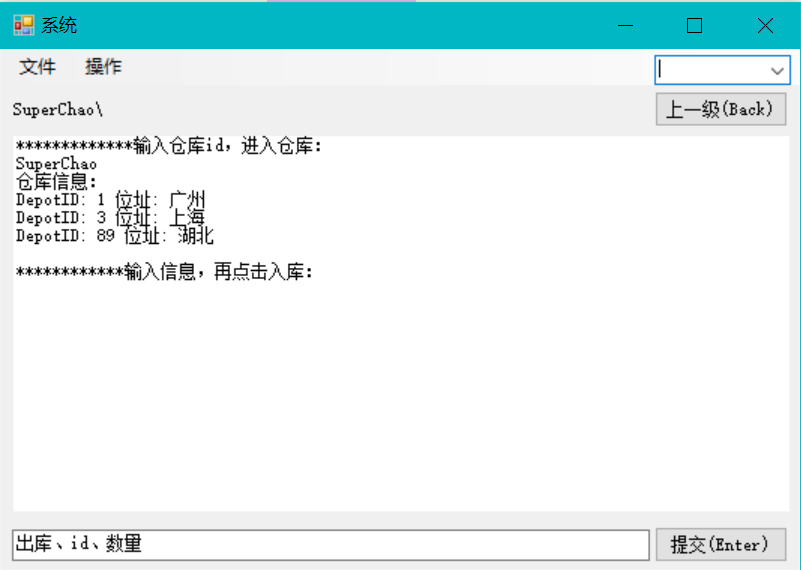 系统
文件 操作
SuperChao\
上一级(Back)
*************输入仓库id，进入仓库：
SuperChao
仓库信息：
DepotID: 1 位址: 广州
DepotID: 3 位址: 上海
DepotID: 89 位址: 湖北
************输入信息，再点击入库：
出库、id、数量
提交(Enter)